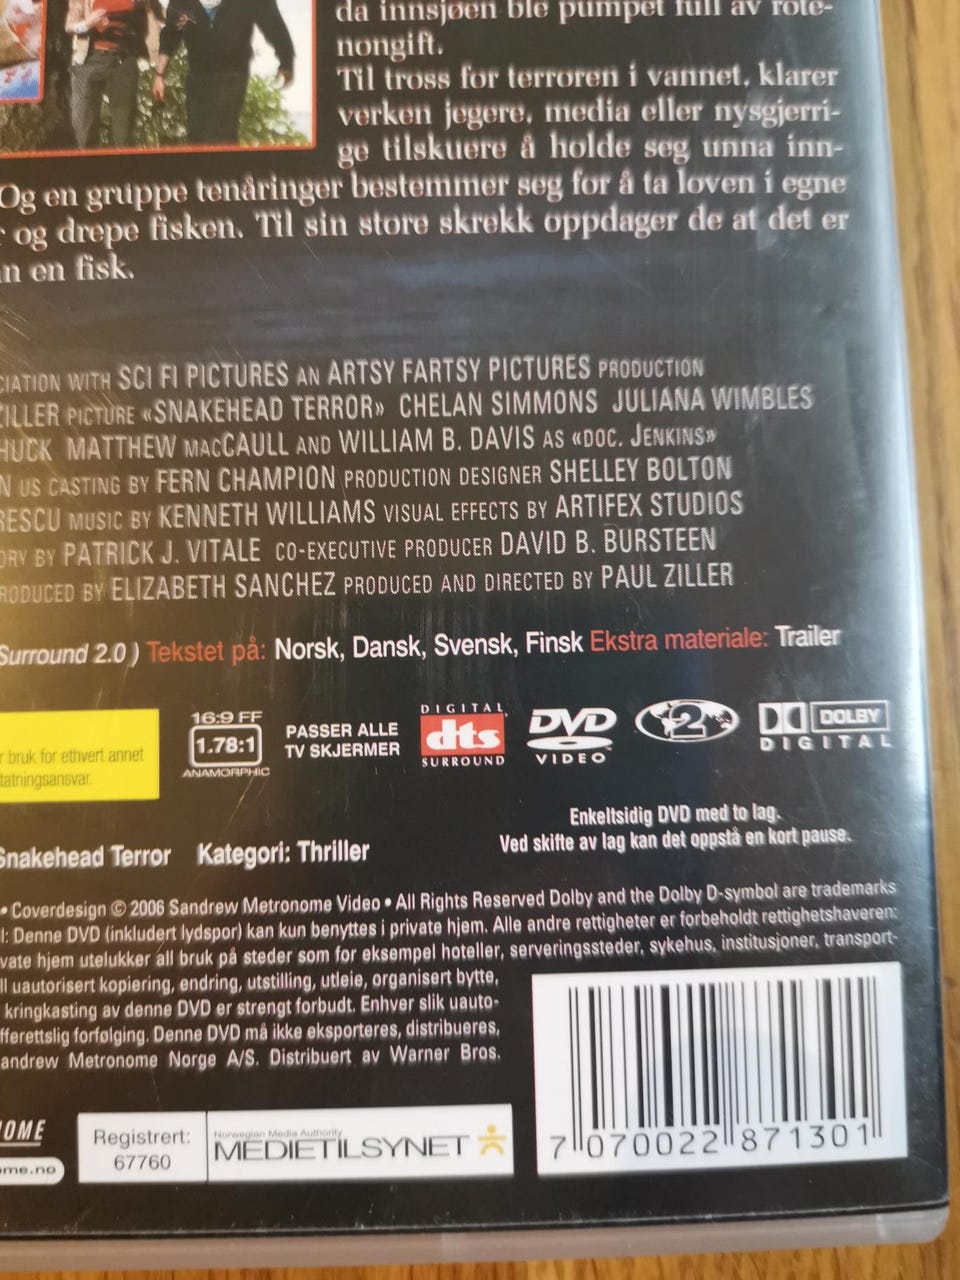 da innsjøen ble pumpet full av rote-
nongift.
Til tross for terroren i vannet, klarer
verken jegere, media eller nysgjerri-
ge tilskuere å holde seg unna inn-
Og en gruppe tenåringer bestemmer seg for å ta loven i egne
og drepe fisken. Til sin store skrekk oppdager de at det er
en fisk.
WITH SCI FI PICTURES AN ARTSY FARTSY PICTURES PRODUCTION
ZILLER PICTURE «SNAKEHEAD TERROR» CHELAN SIMMONS JULIANA WIMBLES
MATTHEW MACCAULL AND WILLIAM B. DAVIS AS «DOC. JENKINS»
US CASTING BY FERN CHAMPION PRODUCTION DESIGNER SHELLEY BOLTON
MUSIC BY KENNETH WILLIAMS VISUAL EFFECTS BY ARTIFEX STUDIOS
BY PATRICK J. VITALE CO-EXECUTIVE PRODUCER DAVID B. BURSTEEN
BY ELIZABETH SANCHEZ PRODUCED AND DIRECTED BY PAUL ZILLER
Surround 2.0 ) Tekstet på: Norsk, Dansk, Svensk, Finsk Ekstra materiale: Trailer
16:9 FF
1.78:1
ANAMORPHIC
PASSER ALLE
TV SKJERMER
DIGITAL
dts
SURROUND
DVD
VIDEO
2
DOLBY
DIGITAL
bruk for ethvert annet
Enkeltsidig DVD med to lag.
Ved skifte av lag kan det oppstå en kort pause.
Snakehead Terror Kategori: Thriller
• Coverdesign © 2006 Sandrew Metronome Video • All Rights Reserved Dolby and the Dolby D-symbol are trademarks
Denne DVD (inkludert lydspor) kan kun benyttes i private hjem. Alle andre rettigheter er forbeholdt rettighetshaveren:
hjem utelukker all bruk på steder som for eksempel hoteller, serveringssteder, sykehus, institusjoner, transport-
uautorisert kopiering, endring, utstilling, utleie, organisert bytte,
kringkasting av denne DVD er strengt forbudt. Enhver slik uauto-
forfølging. Denne DVD må ikke eksporteres, distribueres,
Metronome Norge A/S. Distribuert av Warner Bros.
Registrert:
67760
Norwegian Media Authority
MEDIETILSYNET
7 070022 871301